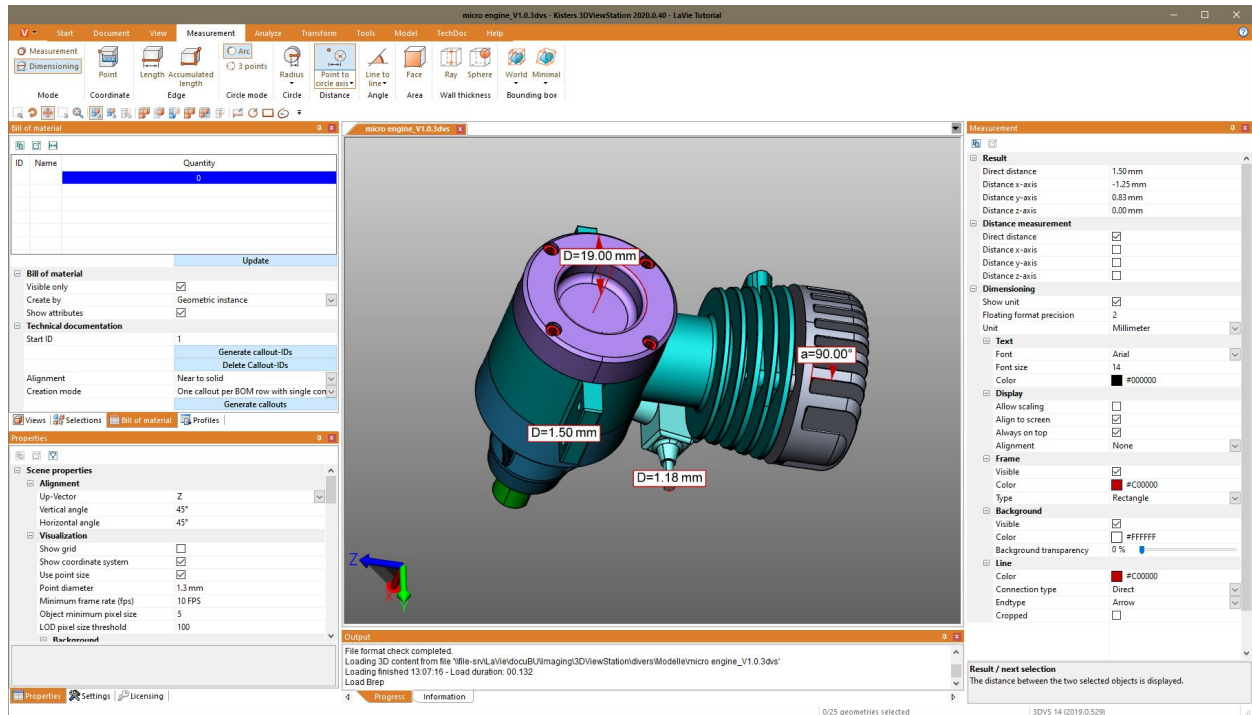 micro engine_V1.0.3dvs - Kisters 3DViewStation 2020.0.40 - LaVie Tutorial
V Start Document View Measurement Analyze Transform Tools Model TechDoc Help
Measurement
Dimensioning
Mode
Point
Coordinate
Length Accumulated length
Edge
Arc
3 points
Circle mode
Radius
Circle
Point to circle axis
Distance
Line to line
Angle
Face
Area
Ray Sphere
Wall thickness
World Minimal
Bounding box
Bill of material
ID Name Quantity
0
Update
Bill of material
Visible only
Create by Geometric instance
Show attributes
Technical documentation
Start ID 1
Generate callout-IDs
Delete Callout-IDs
Alignment Near to solid
Creation mode One callout per BOM row with single con
Generate callouts
Views Selections Bill of material Profiles
Properties
Scene properties
Alignment
Up-Vector Z
Vertical angle 45°
Horizontal angle 45°
Visualization
Show grid
Show coordinate system
Use point size
Point diameter 1.3 mm
Minimum frame rate (fps) 10 FPS
Object minimum pixel size 5
LOD pixel size threshold 100
Background
Properties Settings Licensing
micro engine_V1.0.3dvs
D=19.00 mm
a=90.00°
D=1.50 mm
D=1.18 mm
Z
X
Y
Output
File format check completed.
Loading 3D content from file '\\file-srv\LaVie\docuBU\Imaging\3DViewStation\divers\Modelle\micro engine_V1.0.3dvs'
Loading finished 13:07:16 - Load duration: 00.132
Load Brep
Progress Information
Measurement
Result
Direct distance 1.50 mm
Distance x-axis -1.25 mm
Distance y-axis 0.83 mm
Distance z-axis 0.00 mm
Distance measurement
Direct distance
Distance x-axis
Distance y-axis
Distance z-axis
Dimensioning
Show unit
Floating format precision 2
Unit Millimeter
Text
Font Arial
Font size 14
Color #000000
Display
Allow scaling
Align to screen
Always on top
Alignment None
Frame
Visible
Color #C00000
Type Rectangle
Background
Visible
Color #FFFFFF
Background transparency 0 %
Line
Color #C00000
Connection type Direct
Endtype Arrow
Cropped
Result / next selection
The distance between the two selected objects is displayed.
0/25 geometries selected 3DVS 14 (2019.0.529)